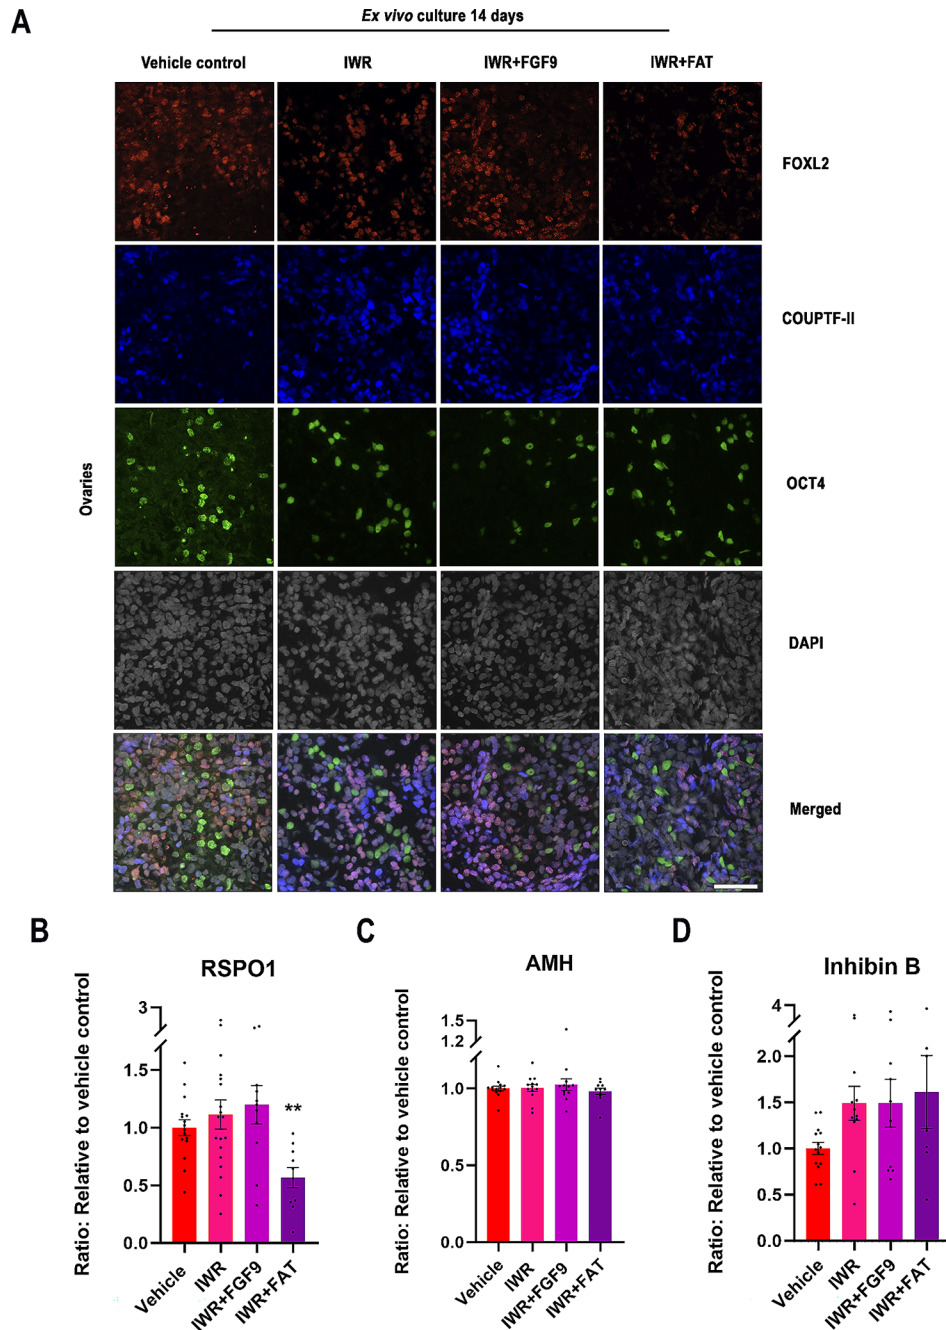 A
Ex vivo culture 14 days
Vehicle control IWR IWR+FGF9 IWR+FAT
FOXL2
COUPTF-II
Ovaries
OCT4
DAPI
Merged
B
RSPO1
Ratio: Relative to vehicle control
3
1.5
1.0
0.5
0.0
**
Vehicle
IWR
IWR+FGF9
IWR+FAT
C
AMH
Ratio: Relative to vehicle control
1.5
1.2
1.0
0.5
0.0
Vehicle
IWR
IWR+FGF9
IWR+FAT
D
Inhibin B
Ratio: Relative to vehicle control
4
2.0
1.5
1.0
0.5
0.0
Vehicle
IWR
IWR+FGF9
IWR+FAT